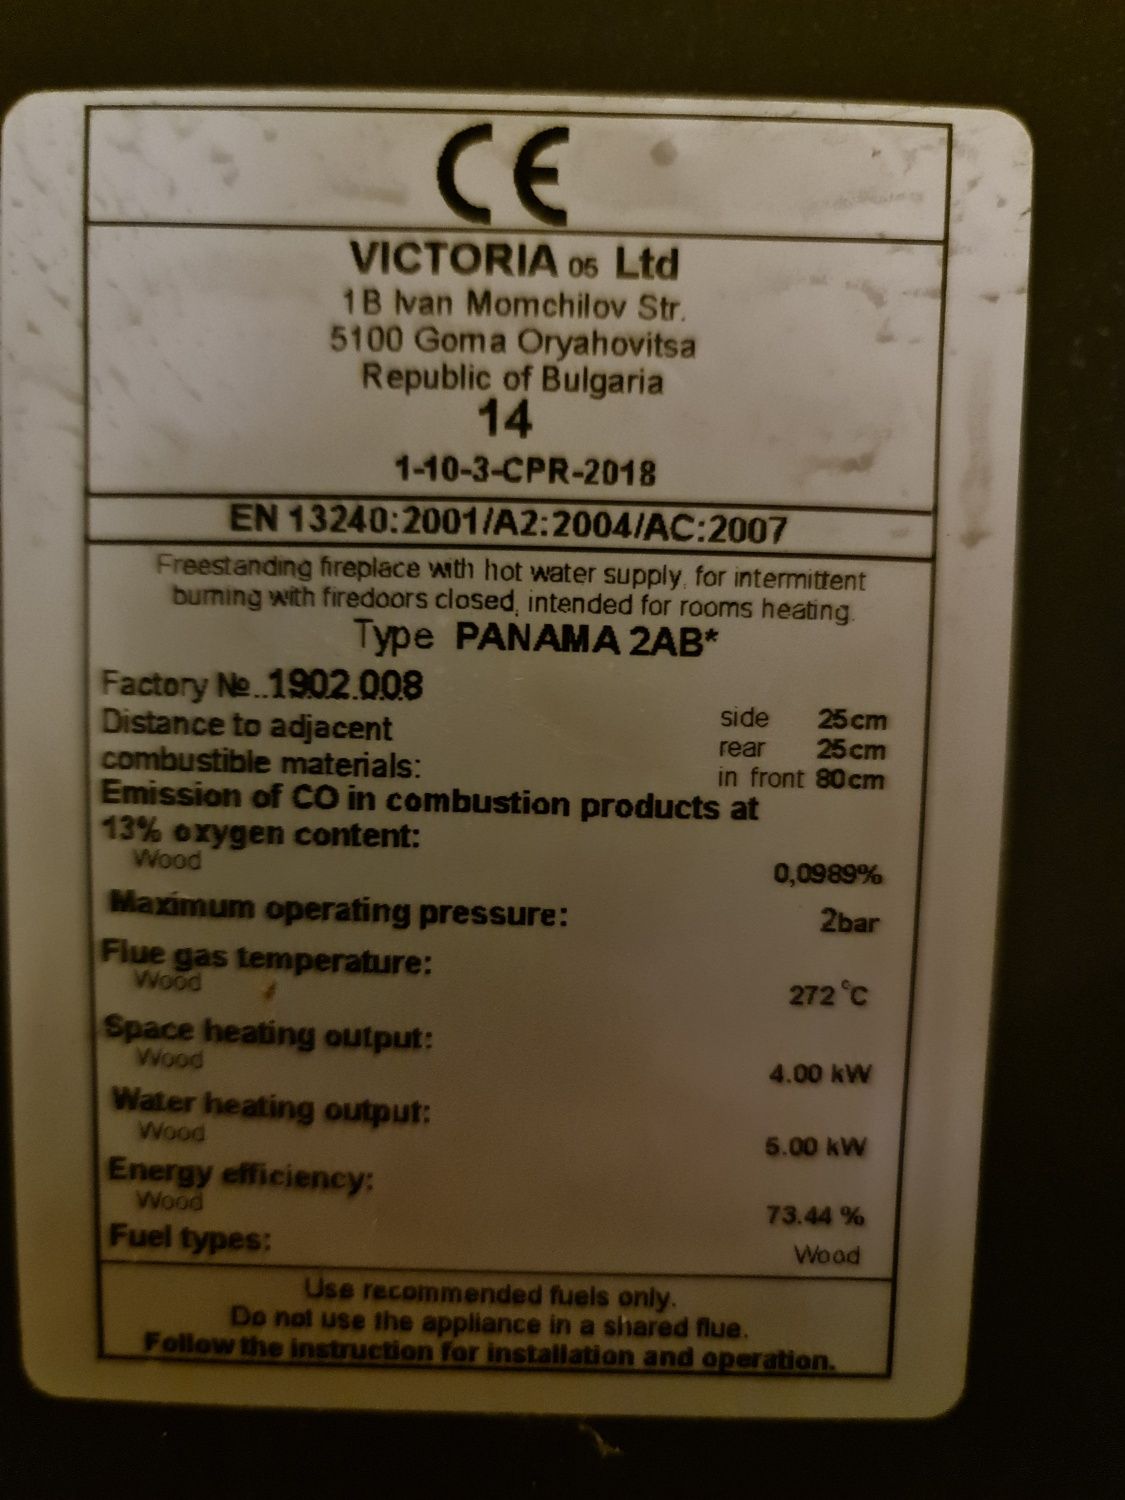 CE
VICTORIA 05 Ltd
1B Ivan Momchilov Str.
5100 Gorna Oryahovitsa
Republic of Bulgaria
14
1-10-3-CPR-2018
EN 13240:2001/A2:2004/AC:2007
Freestanding fireplace with hot water supply, for intermittent
burning with firedoors closed, intended for rooms heating.
Type PANAMA 2AB*
Factory №..1902.008
Distance to adjacent side 25cm
combustible materials: rear 25cm
in front 80cm
Emission of CO in combustion products at
13% oxygen content:
Wood 0,0989%
Maximum operating pressure: 2bar
Flue gas temperature:
Wood 272 °C
Space heating output:
Wood 4.00 kW
Water heating output:
Wood 5.00 kW
Energy efficiency:
Wood 73.44 %
Fuel types: Wood
Use recommended fuels only.
Do not use the appliance in a shared flue.
Follow the instruction for installation and operation.